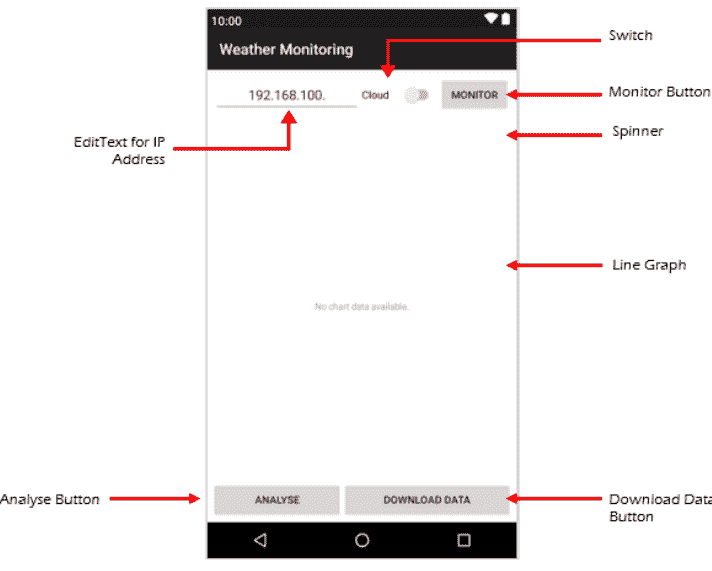 10:00
Weather Monitoring
Switch
192.168.100.
Cloud
MONITOR
Monitor Button
Spinner
EditText for IP
Address
Line Graph
No chart data available.
Analyse Button
ANALYSE
DOWNLOAD DATA
Download Data
Button